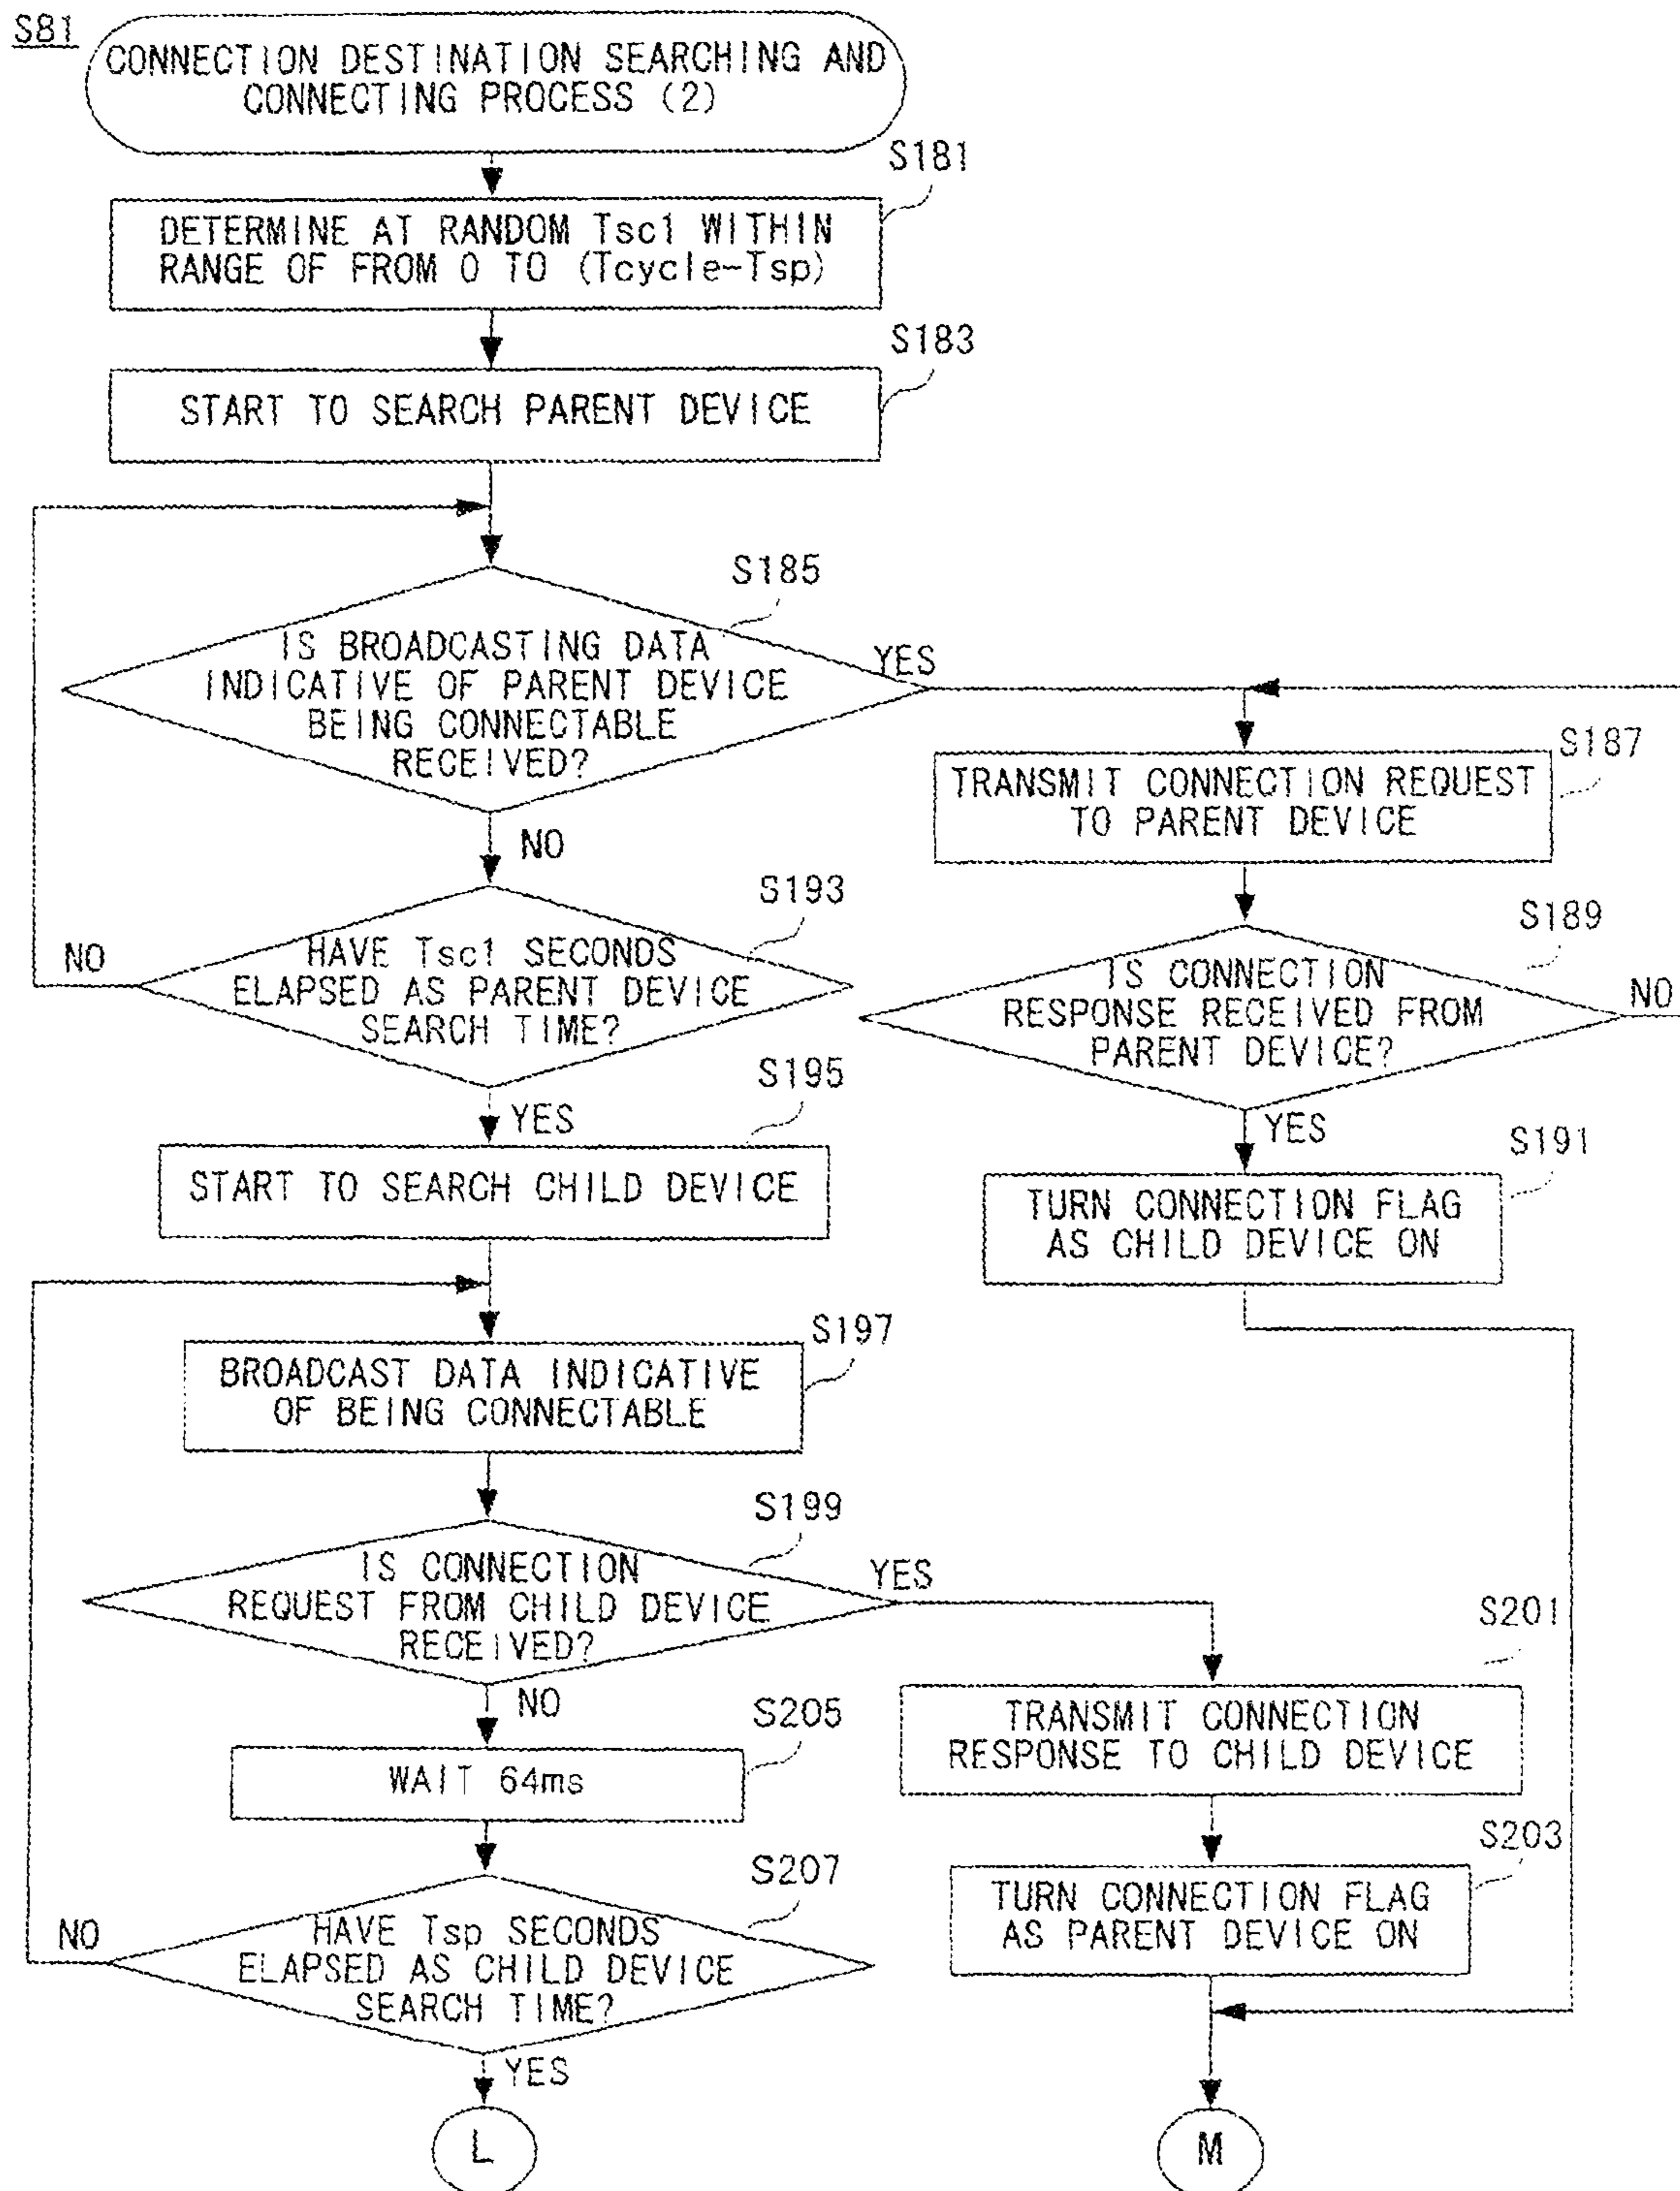 S81
CONNECTION DESTINATION SEARCHING AND
CONNECTING PROCESS (2)
S181
DETERMINE AT RANDOM Tsc1 WITHIN
RANGE OF FROM 0 TO (Tcycle-Tsp)
S183
START TO SEARCH PARENT DEVICE
S185
IS BROADCASTING DATA
INDICATIVE OF PARENT DEVICE
BEING CONNECTABLE
RECEIVED?
YES
NO
S187
TRANSMIT CONNECTION REQUEST
TO PARENT DEVICE
S193
HAVE Tsc1 SECONDS
ELAPSED AS PARENT DEVICE
SEARCH TIME?
NO
YES
S189
IS CONNECTION
RESPONSE RECEIVED FROM
PARENT DEVICE?
NO
YES
S195
START TO SEARCH CHILD DEVICE
S191
TURN CONNECTION FLAG
AS CHILD DEVICE ON
S197
BROADCAST DATA INDICATIVE
OF BEING CONNECTABLE
S199
IS CONNECTION
REQUEST FROM CHILD DEVICE
RECEIVED?
YES
NO
S201
TRANSMIT CONNECTION
RESPONSE TO CHILD DEVICE
S205
WAIT 64ms
S203
TURN CONNECTION FLAG
AS PARENT DEVICE ON
S207
HAVE Tsp SECONDS
ELAPSED AS CHILD DEVICE
SEARCH TIME?
NO
YES
L
M